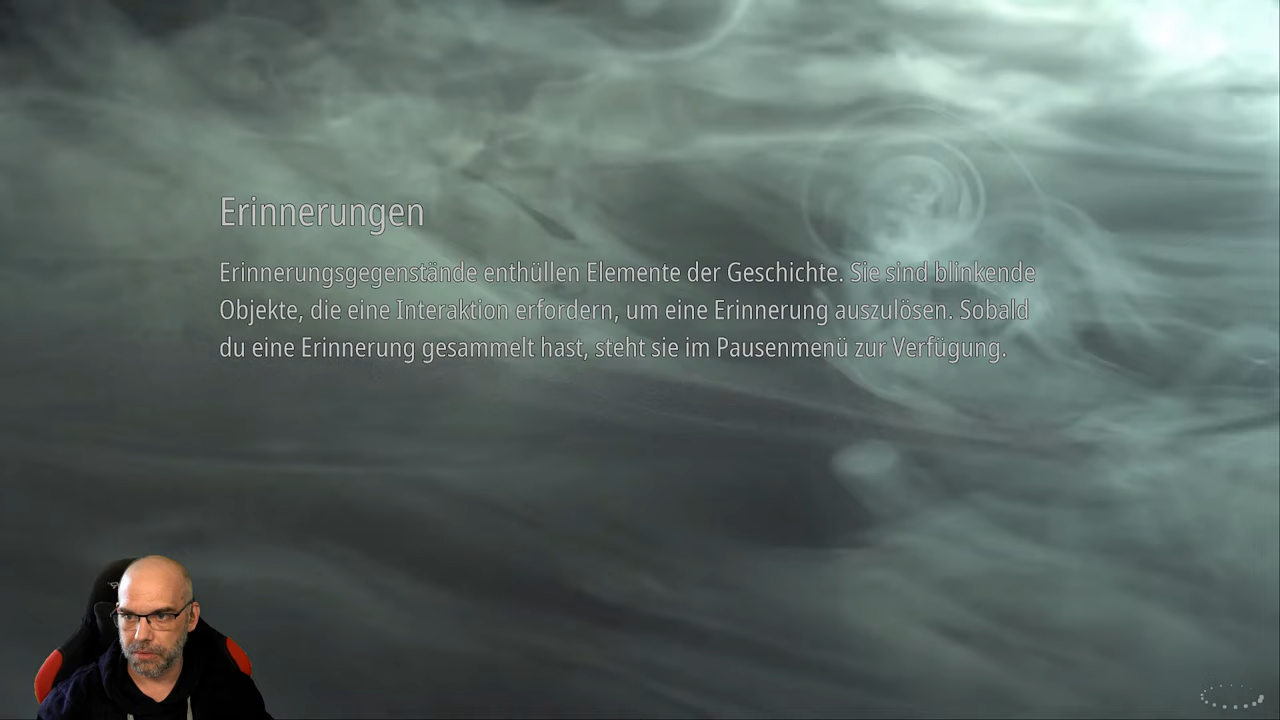 Erinnerungen
Erinnerungsgegenstände enthüllen Elemente der Geschichte. Sie sind blinkende
Objekte, die eine Interaktion erfordern, um eine Erinnerung auszulösen. Sobald
du eine Erinnerung gesammelt hast, steht sie im Pausenmenü zur Verfügung.